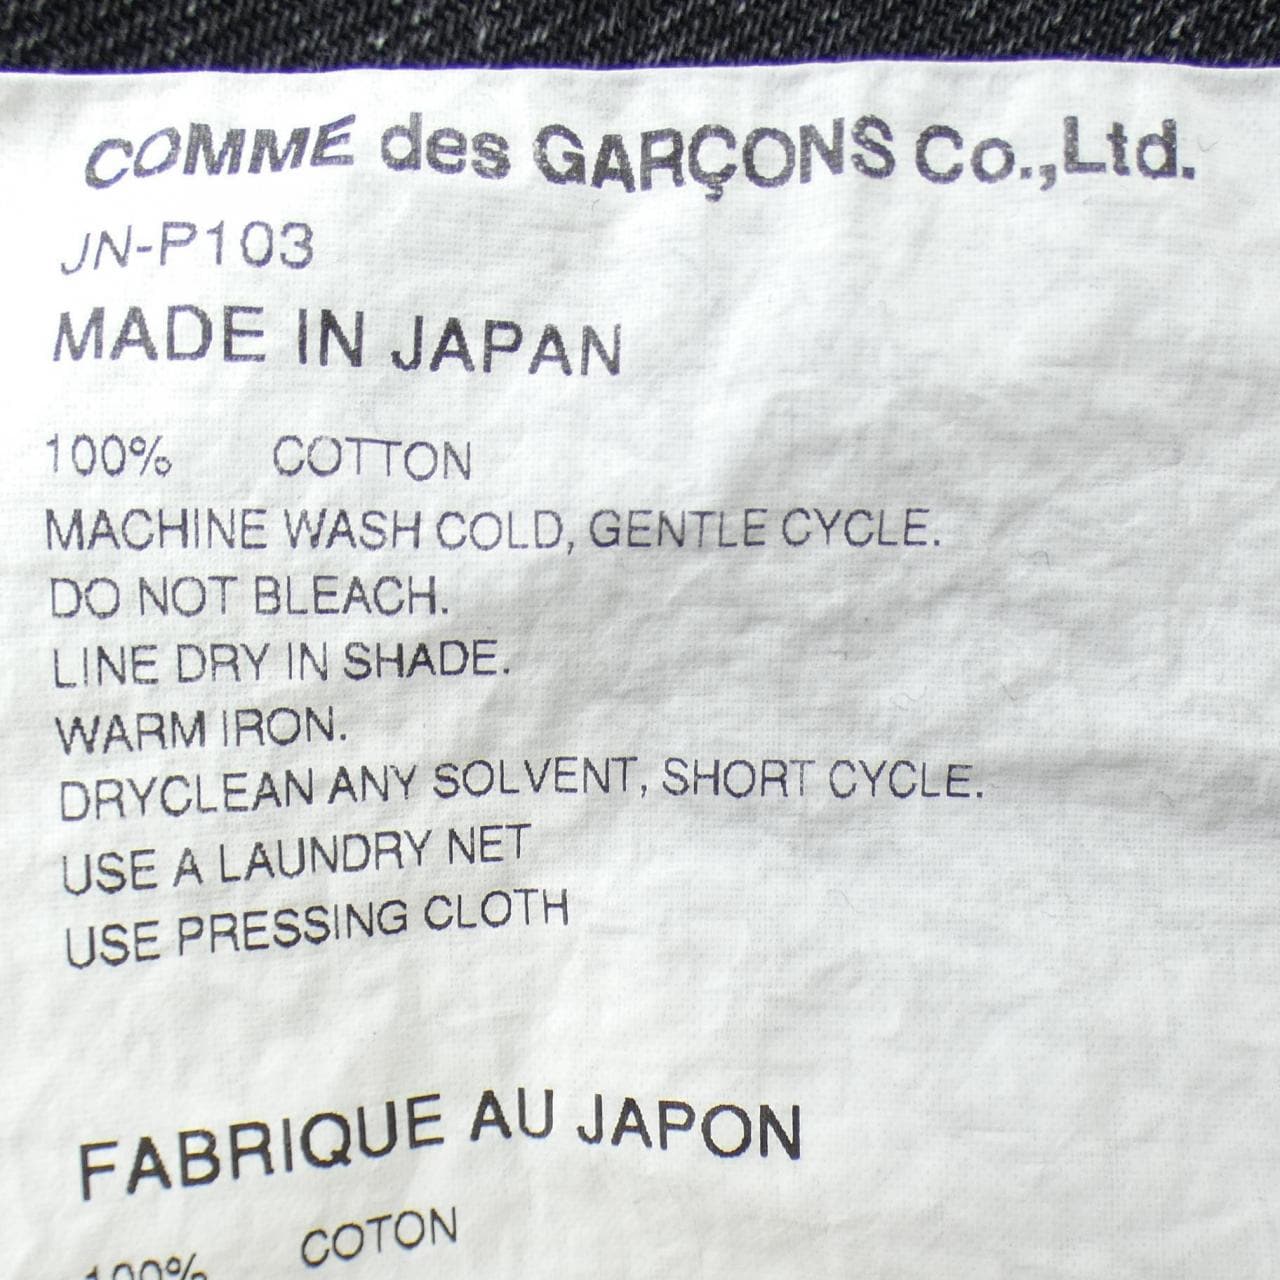 COMME des GARÇONS Co.,Ltd.
JN-P103
MADE IN JAPAN
100% COTTON
MACHINE WASH COLD, GENTLE CYCLE.
DO NOT BLEACH.
LINE DRY IN SHADE.
WARM IRON.
DRYCLEAN ANY SOLVENT, SHORT CYCLE.
USE A LAUNDRY NET
USE PRESSING CLOTH
FABRIQUE AU JAPON
100% COTON